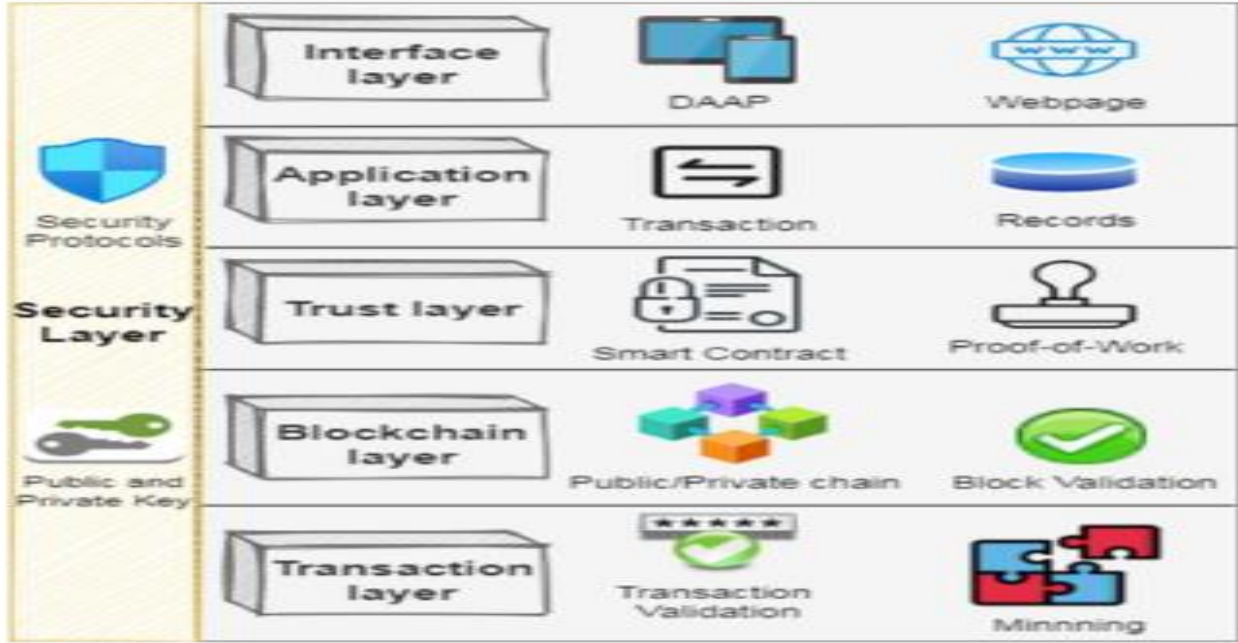 Interface
layer
DAAP
www
Webpage
Application
layer
Transaction
Records
Security
Protocols
Security
Layer
Public and
Private Key
Trust layer
Smart Contract
Proof-of-Work
Blockchain
layer
Public/Private chain
Block Validation
*****
Transaction
layer
Transaction
Validation
Minnning